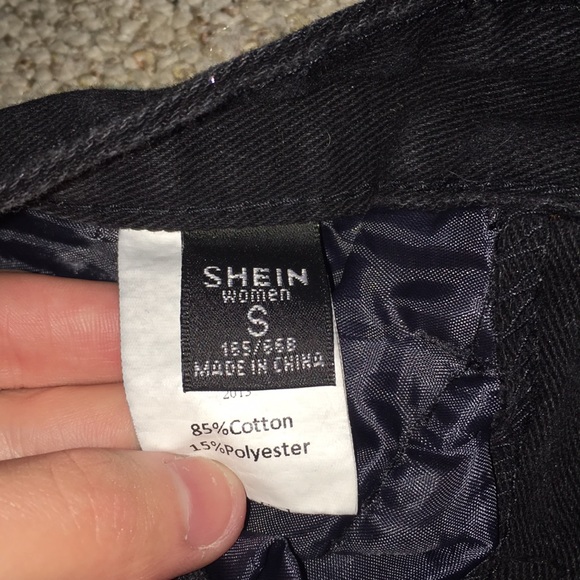 SHEIN
women
S
165/66B
MADE IN CHINA
85%Cotton
15%Polyester